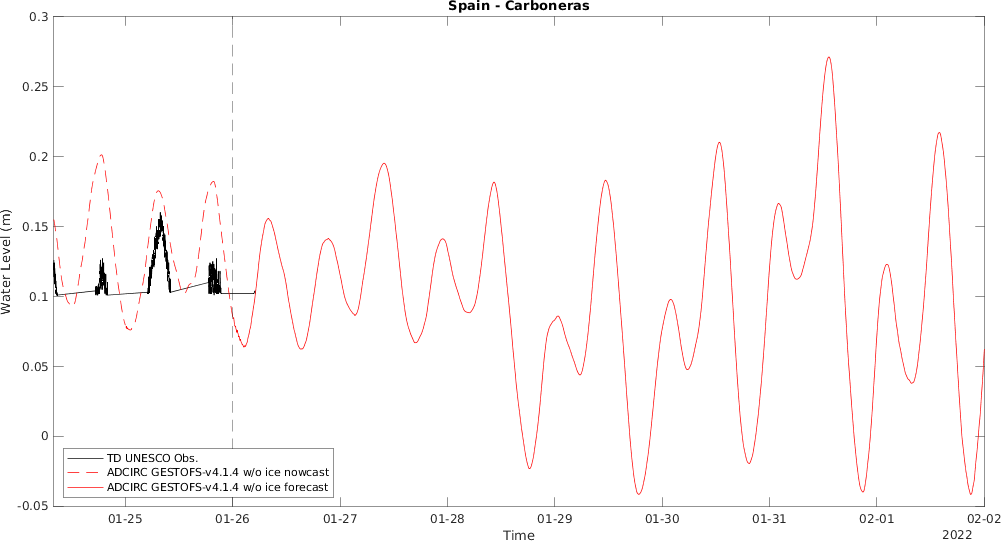 Spain - Carboneras
0.3
0.25
0.2
0.15
0.1
0.05
0
-0.05
Water Level (m)
TD UNESCO Obs.
ADCIRC GESTOFS-v4.1.4 w/o ice nowcast
ADCIRC GESTOFS-v4.1.4 w/o ice forecast
01-25 01-26 01-27 01-28 01-29 01-30 01-31 02-01 02-02
Time
2022